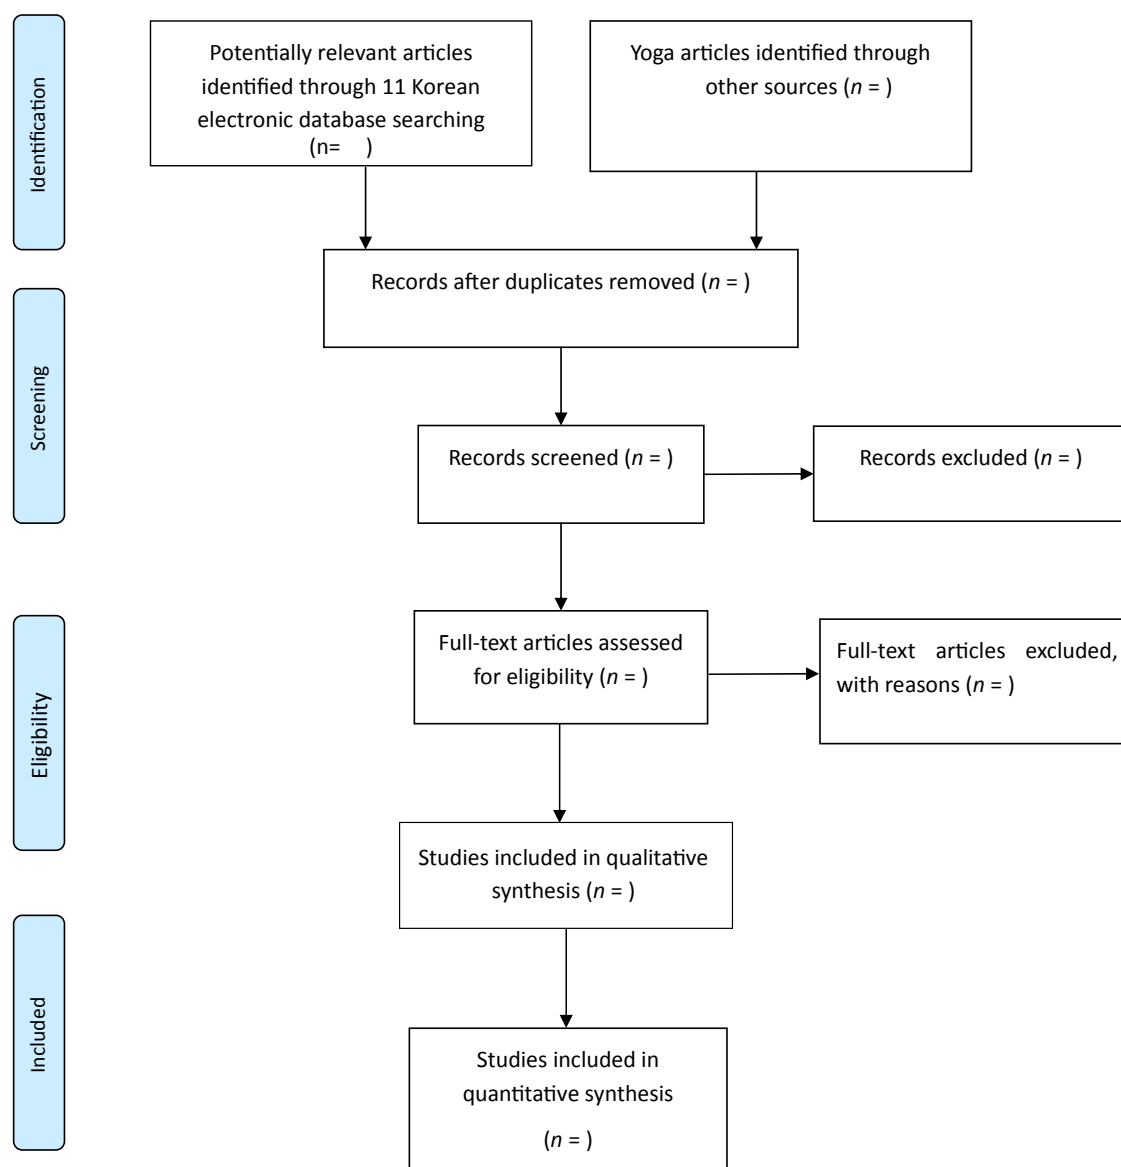 Identification
Potentially relevant articles
identified through 11 Korean
electronic database searching
(n= )
Yoga articles identified through
other sources (n = )
Records after duplicates removed (n = )
Screening
Records screened (n = )
Records excluded (n = )
Full-text articles assessed
for eligibility (n = )
Full-text articles excluded,
with reasons (n = )
Eligibility
Studies included in qualitative
synthesis (n = )
Included
Studies included in
quantitative synthesis
(n = )